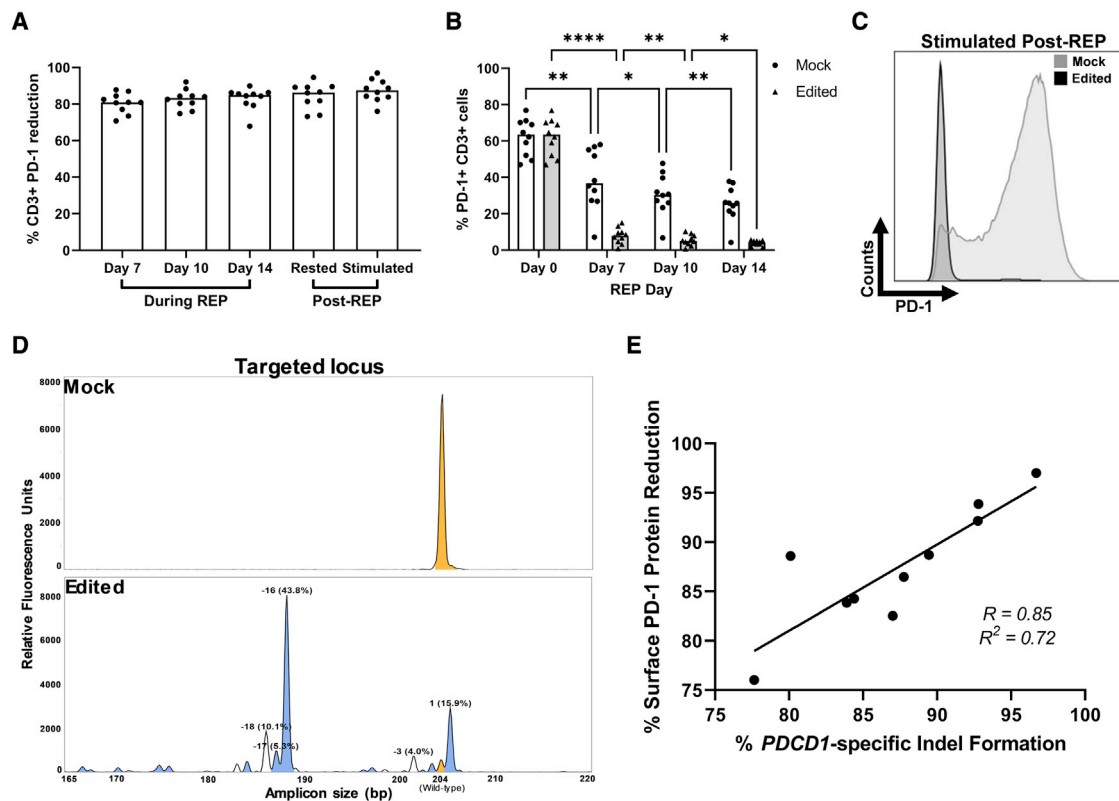 A
% CD3+ PD-1 reduction
100
80
60
40
20
0
Day 7 Day 10 Day 14 Rested Stimulated
During REP Post-REP
B
**** ** *
** * **
Mock
Edited
% PD-1+ CD3+ cells
100
80
60
40
20
0
Day 0 Day 7 Day 10 Day 14
REP Day
C
Stimulated Post-REP
Mock
Edited
Counts
PD-1
D
Targeted locus
Mock
Relative Fluorescence Units
8000
6000
4000
2000
0
Edited
-16 (43.8%)
8000
6000
4000
1 (15.9%)
-18 (10.1%)
2000
-17 (5.3%)
-3 (4.0%)
0
165 170 180 190 200 204 210 220
(Wild-type)
Amplicon size (bp)
E
% Surface PD-1 Protein Reduction
100
95
90
85
80
75
R = 0.85
R² = 0.72
75 80 85 90 95 100
% PDCD1-specific Indel Formation